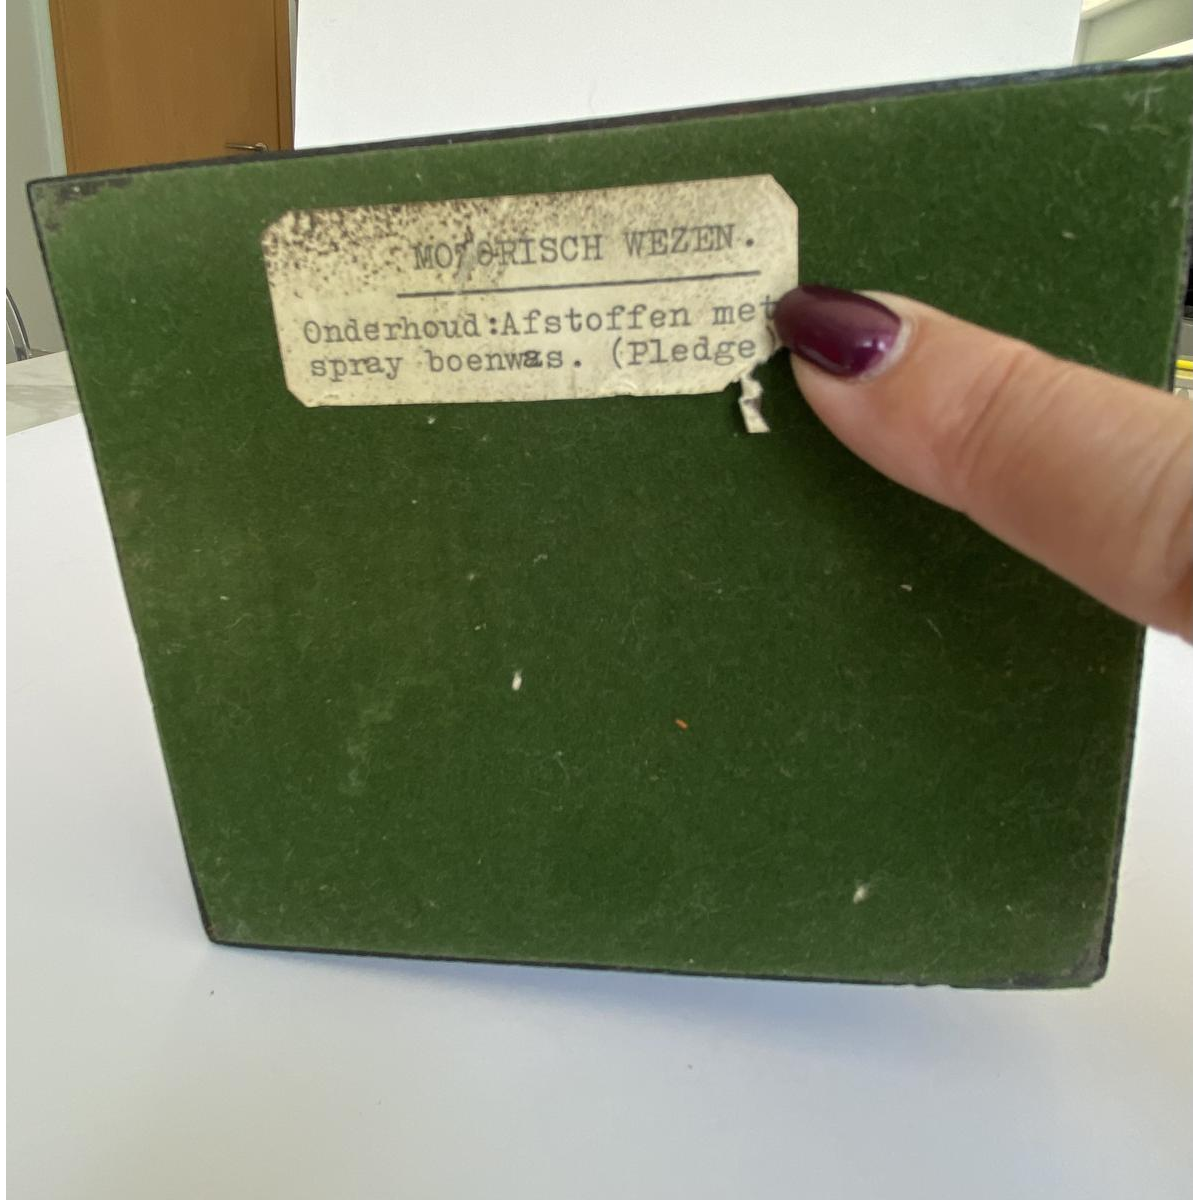 MOTORISCH WEZEN.
Onderhoud:Afstoffen met
spray boenwas. (Pledge)